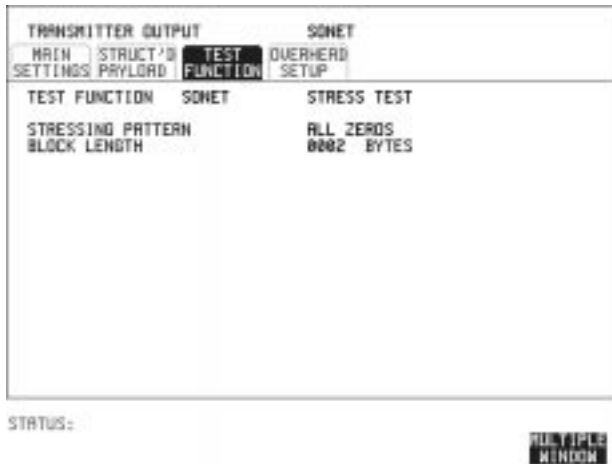 TRANSMITTER OUTPUT SONET
MAIN SETTINGS
STRUCT'D PAYLOAD
TEST FUNCTION
OVERHEAD SETUP
TEST FUNCTION SONET STRESS TEST
STRESSING PATTERN ALL ZEROS
BLOCK LENGTH 0002 BYTES
STATUS:
MULTIPLE WINDOW